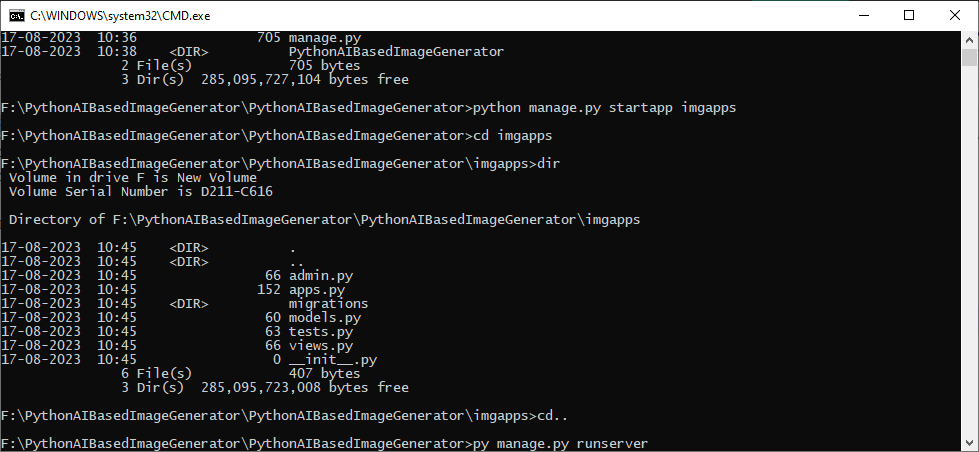 C:\WINDOWS\system32\CMD.exe
17-08-2023  10:36               705 manage.py
17-08-2023  10:38    <DIR>          PythonAIBasedImageGenerator
               2 File(s)            705 bytes
               3 Dir(s)  285,095,727,104 bytes free
F:\PythonAIBasedImageGenerator\PythonAIBasedImageGenerator>python manage.py startapp imgapps
F:\PythonAIBasedImageGenerator\PythonAIBasedImageGenerator>cd imgapps
F:\PythonAIBasedImageGenerator\PythonAIBasedImageGenerator\imgapps>dir
 Volume in drive F is New Volume
 Volume Serial Number is D211-C616
 Directory of F:\PythonAIBasedImageGenerator\PythonAIBasedImageGenerator\imgapps
17-08-2023  10:45    <DIR>          .
17-08-2023  10:45    <DIR>          ..
17-08-2023  10:45                66 admin.py
17-08-2023  10:45               152 apps.py
17-08-2023  10:45    <DIR>          migrations
17-08-2023  10:45                60 models.py
17-08-2023  10:45                63 tests.py
17-08-2023  10:45                66 views.py
17-08-2023  10:45                 0 __init__.py
               6 File(s)            407 bytes
               3 Dir(s)  285,095,723,008 bytes free
F:\PythonAIBasedImageGenerator\PythonAIBasedImageGenerator\imgapps>cd..
F:\PythonAIBasedImageGenerator\PythonAIBasedImageGenerator>py manage.py runserver